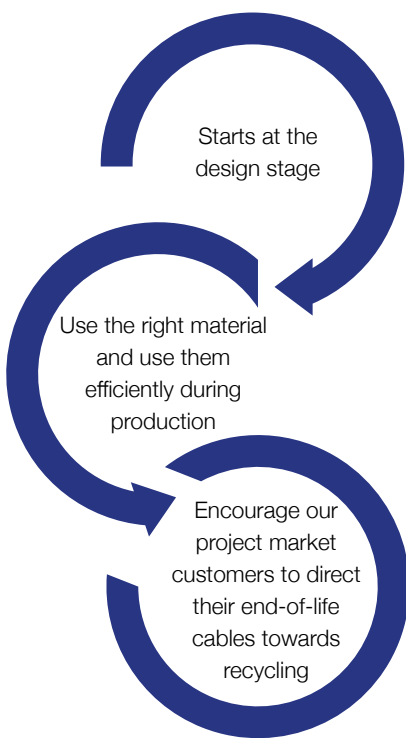 Starts at the
design stage
Use the right material
and use them
efficiently during
production
Encourage our
project market
customers to direct
their end-of-life
cables towards
recycling